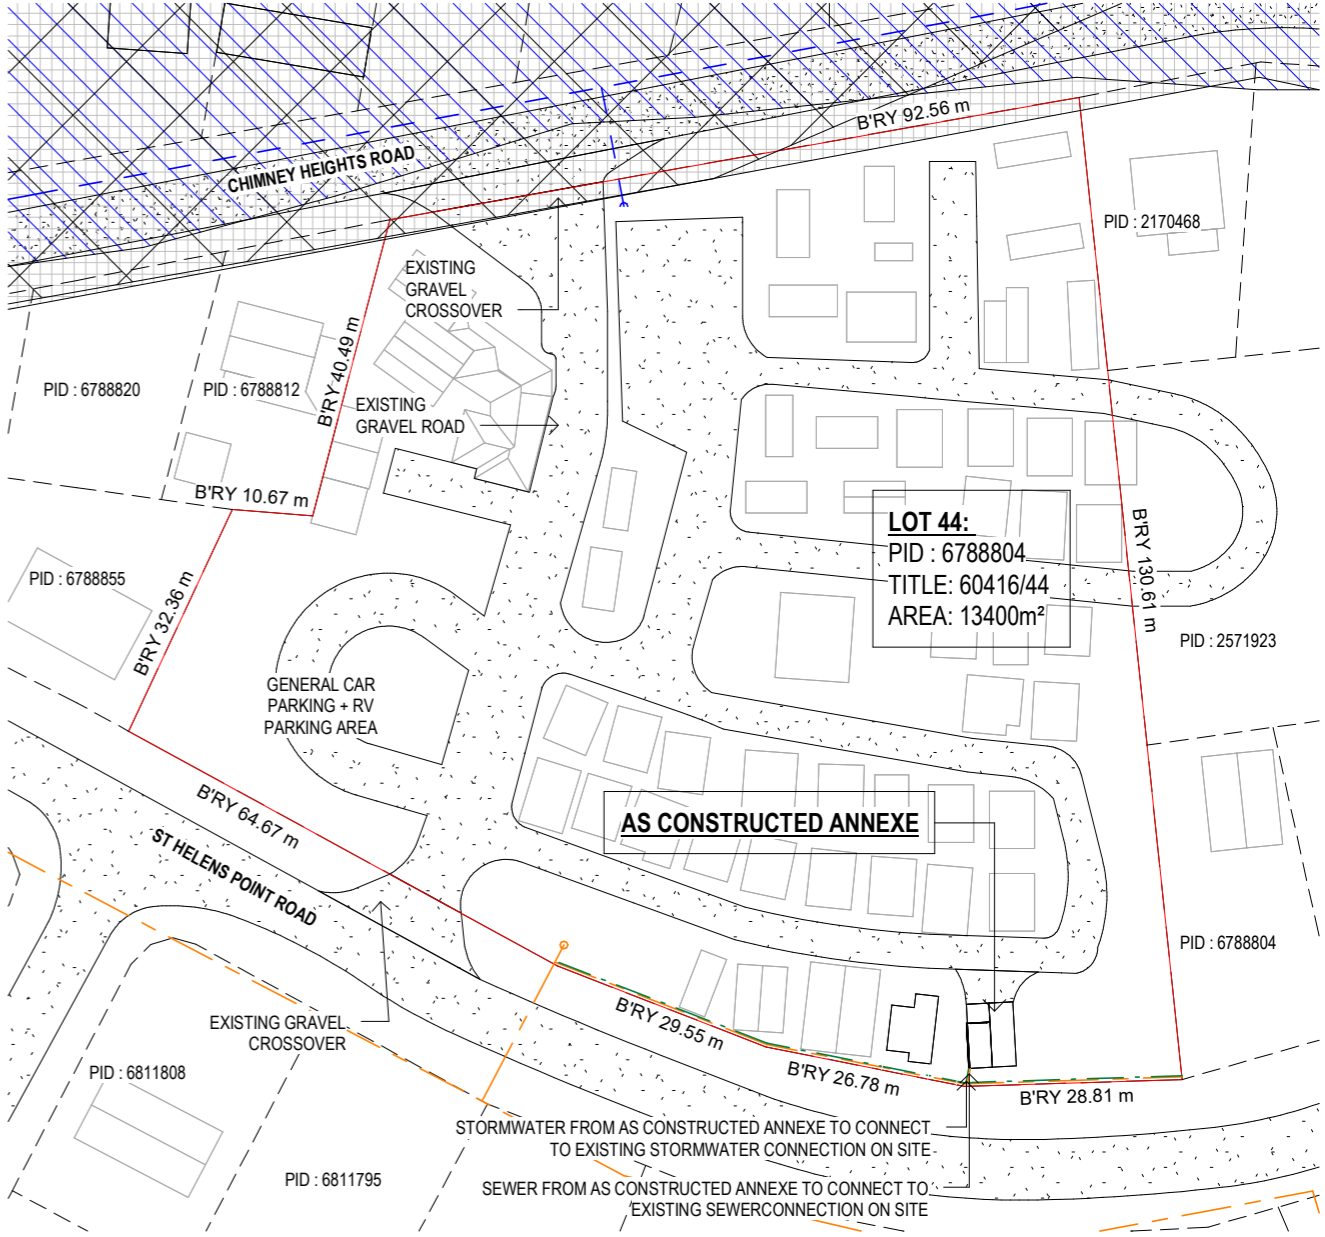 B'RY 92.56 m
CHIMNEY HEIGHTS ROAD
PID : 2170468
EXISTING
GRAVEL
CROSSOVER
B'RY 40.49 m
PID : 6788820
PID : 6788812
EXISTING
GRAVEL ROAD
B'RY 10.67 m
LOT 44:
PID : 6788804
TITLE: 60416/44
AREA: 13400m²
B'RY 130.61 m
PID : 6788855
B'RY 32.36 m
PID : 2571923
GENERAL CAR
PARKING + RV
PARKING AREA
B'RY 64.67 m
AS CONSTRUCTED ANNEXE
ST HELENS POINT ROAD
PID : 6788804
B'RY 29.55 m
EXISTING GRAVEL
CROSSOVER
B'RY 26.78 m
B'RY 28.81 m
PID : 6811808
STORMWATER FROM AS CONSTRUCTED ANNEXE TO CONNECT
TO EXISTING STORMWATER CONNECTION ON SITE
PID : 6811795
SEWER FROM AS CONSTRUCTED ANNEXE TO CONNECT TO
EXISTING SEWERCONNECTION ON SITE